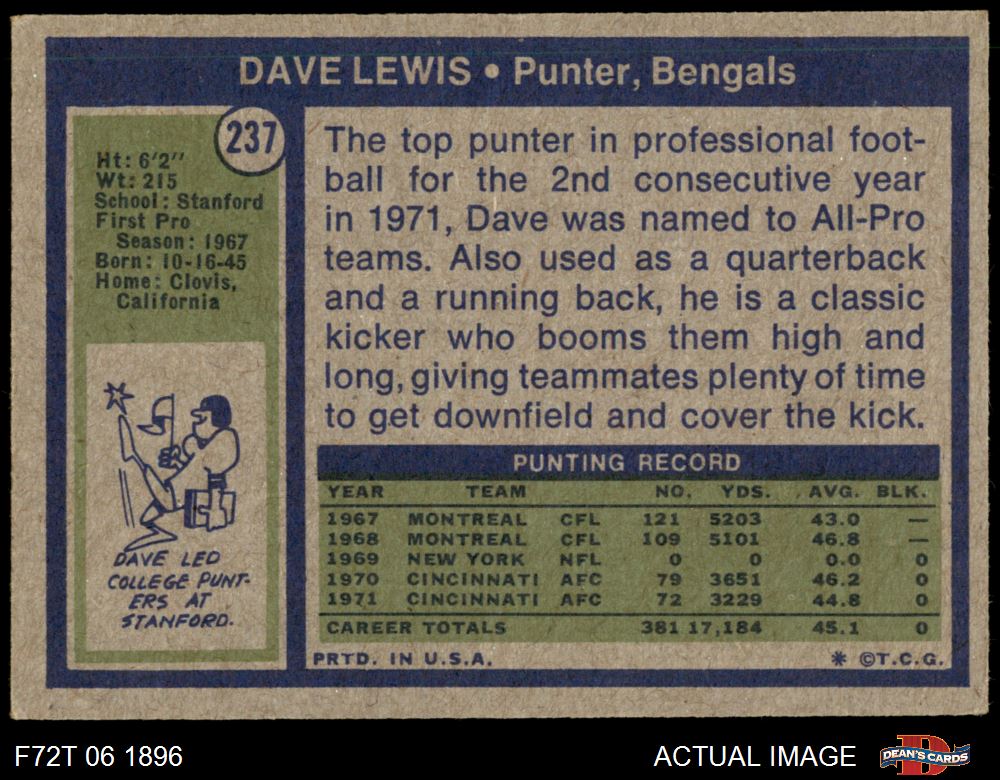 DAVE LEWIS • Punter, Bengals
237
Ht: 6'2''
Wt: 215
School: Stanford
First Pro
Season: 1967
Born: 10-16-45
Home: Clovis,
California
DAVE LED
COLLEGE PUNT-
ERS AT
STANFORD.
The top punter in professional foot-
ball for the 2nd consecutive year
in 1971, Dave was named to All-Pro
teams. Also used as a quarterback
and a running back, he is a classic
kicker who booms them high and
long, giving teammates plenty of time
to get downfield and cover the kick.
PUNTING RECORD
YEAR TEAM NO. YDS. AVG. BLK.
1967 MONTREAL CFL 121 5203 43.0 —
1968 MONTREAL CFL 109 5101 46.8 —
1969 NEW YORK NFL 0 0 0.0 0
1970 CINCINNATI AFC 79 3651 46.2 0
1971 CINCINNATI AFC 72 3229 44.8 0
CAREER TOTALS 381 17,184 45.1 0
PRTD. IN U.S.A. * ©T.C.G.
F72T 06 1896 ACTUAL IMAGE DEAN'S CARDS